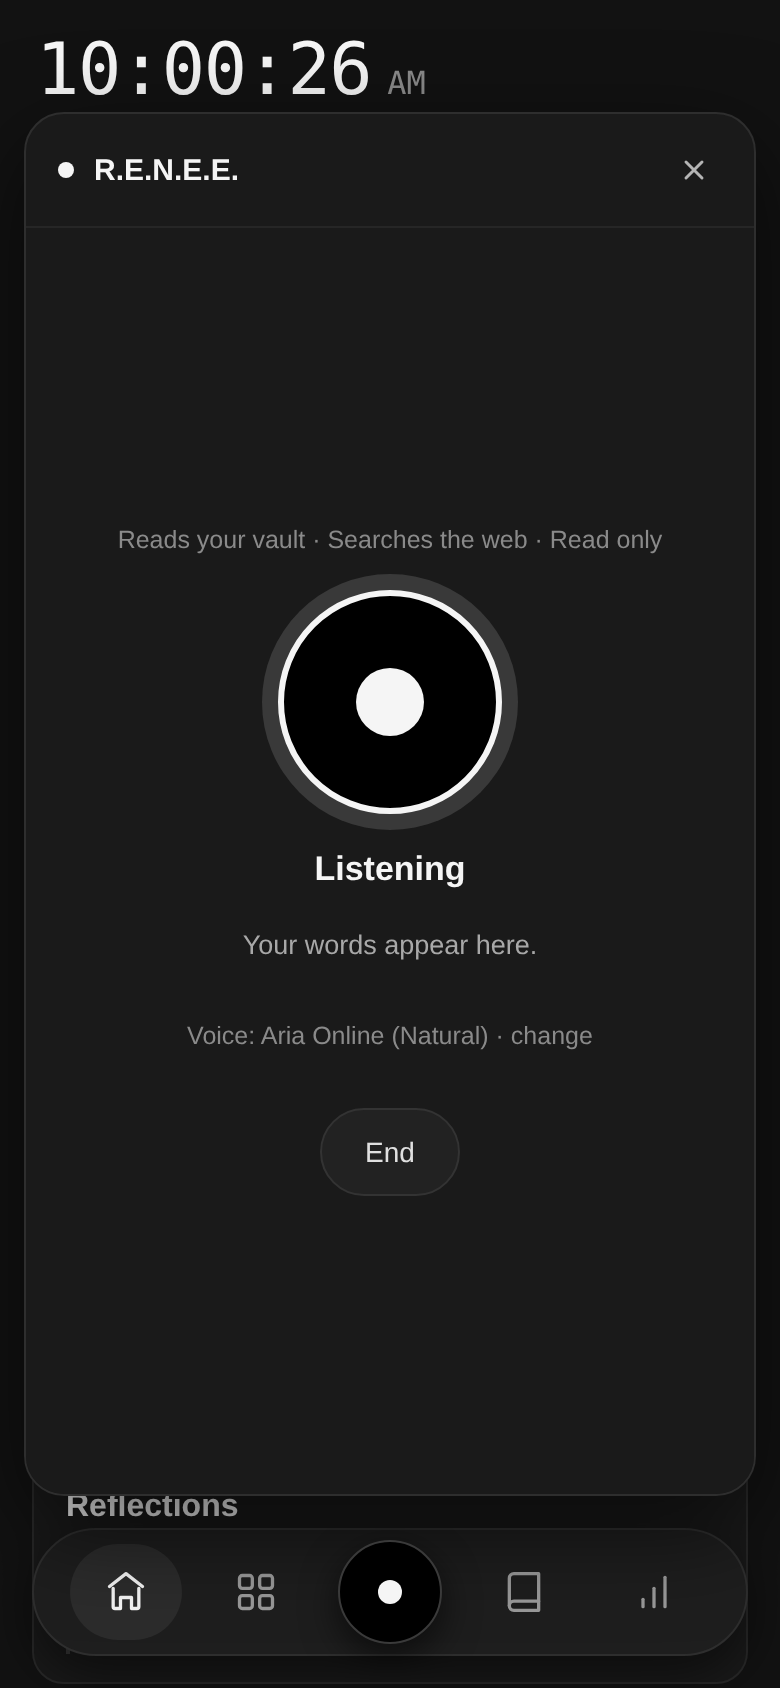 10:00:26 AM
R.E.N.E.E.
Reads your vault · Searches the web · Read only
Listening
Your words appear here.
Voice: Aria Online (Natural) · change
End
Reflections